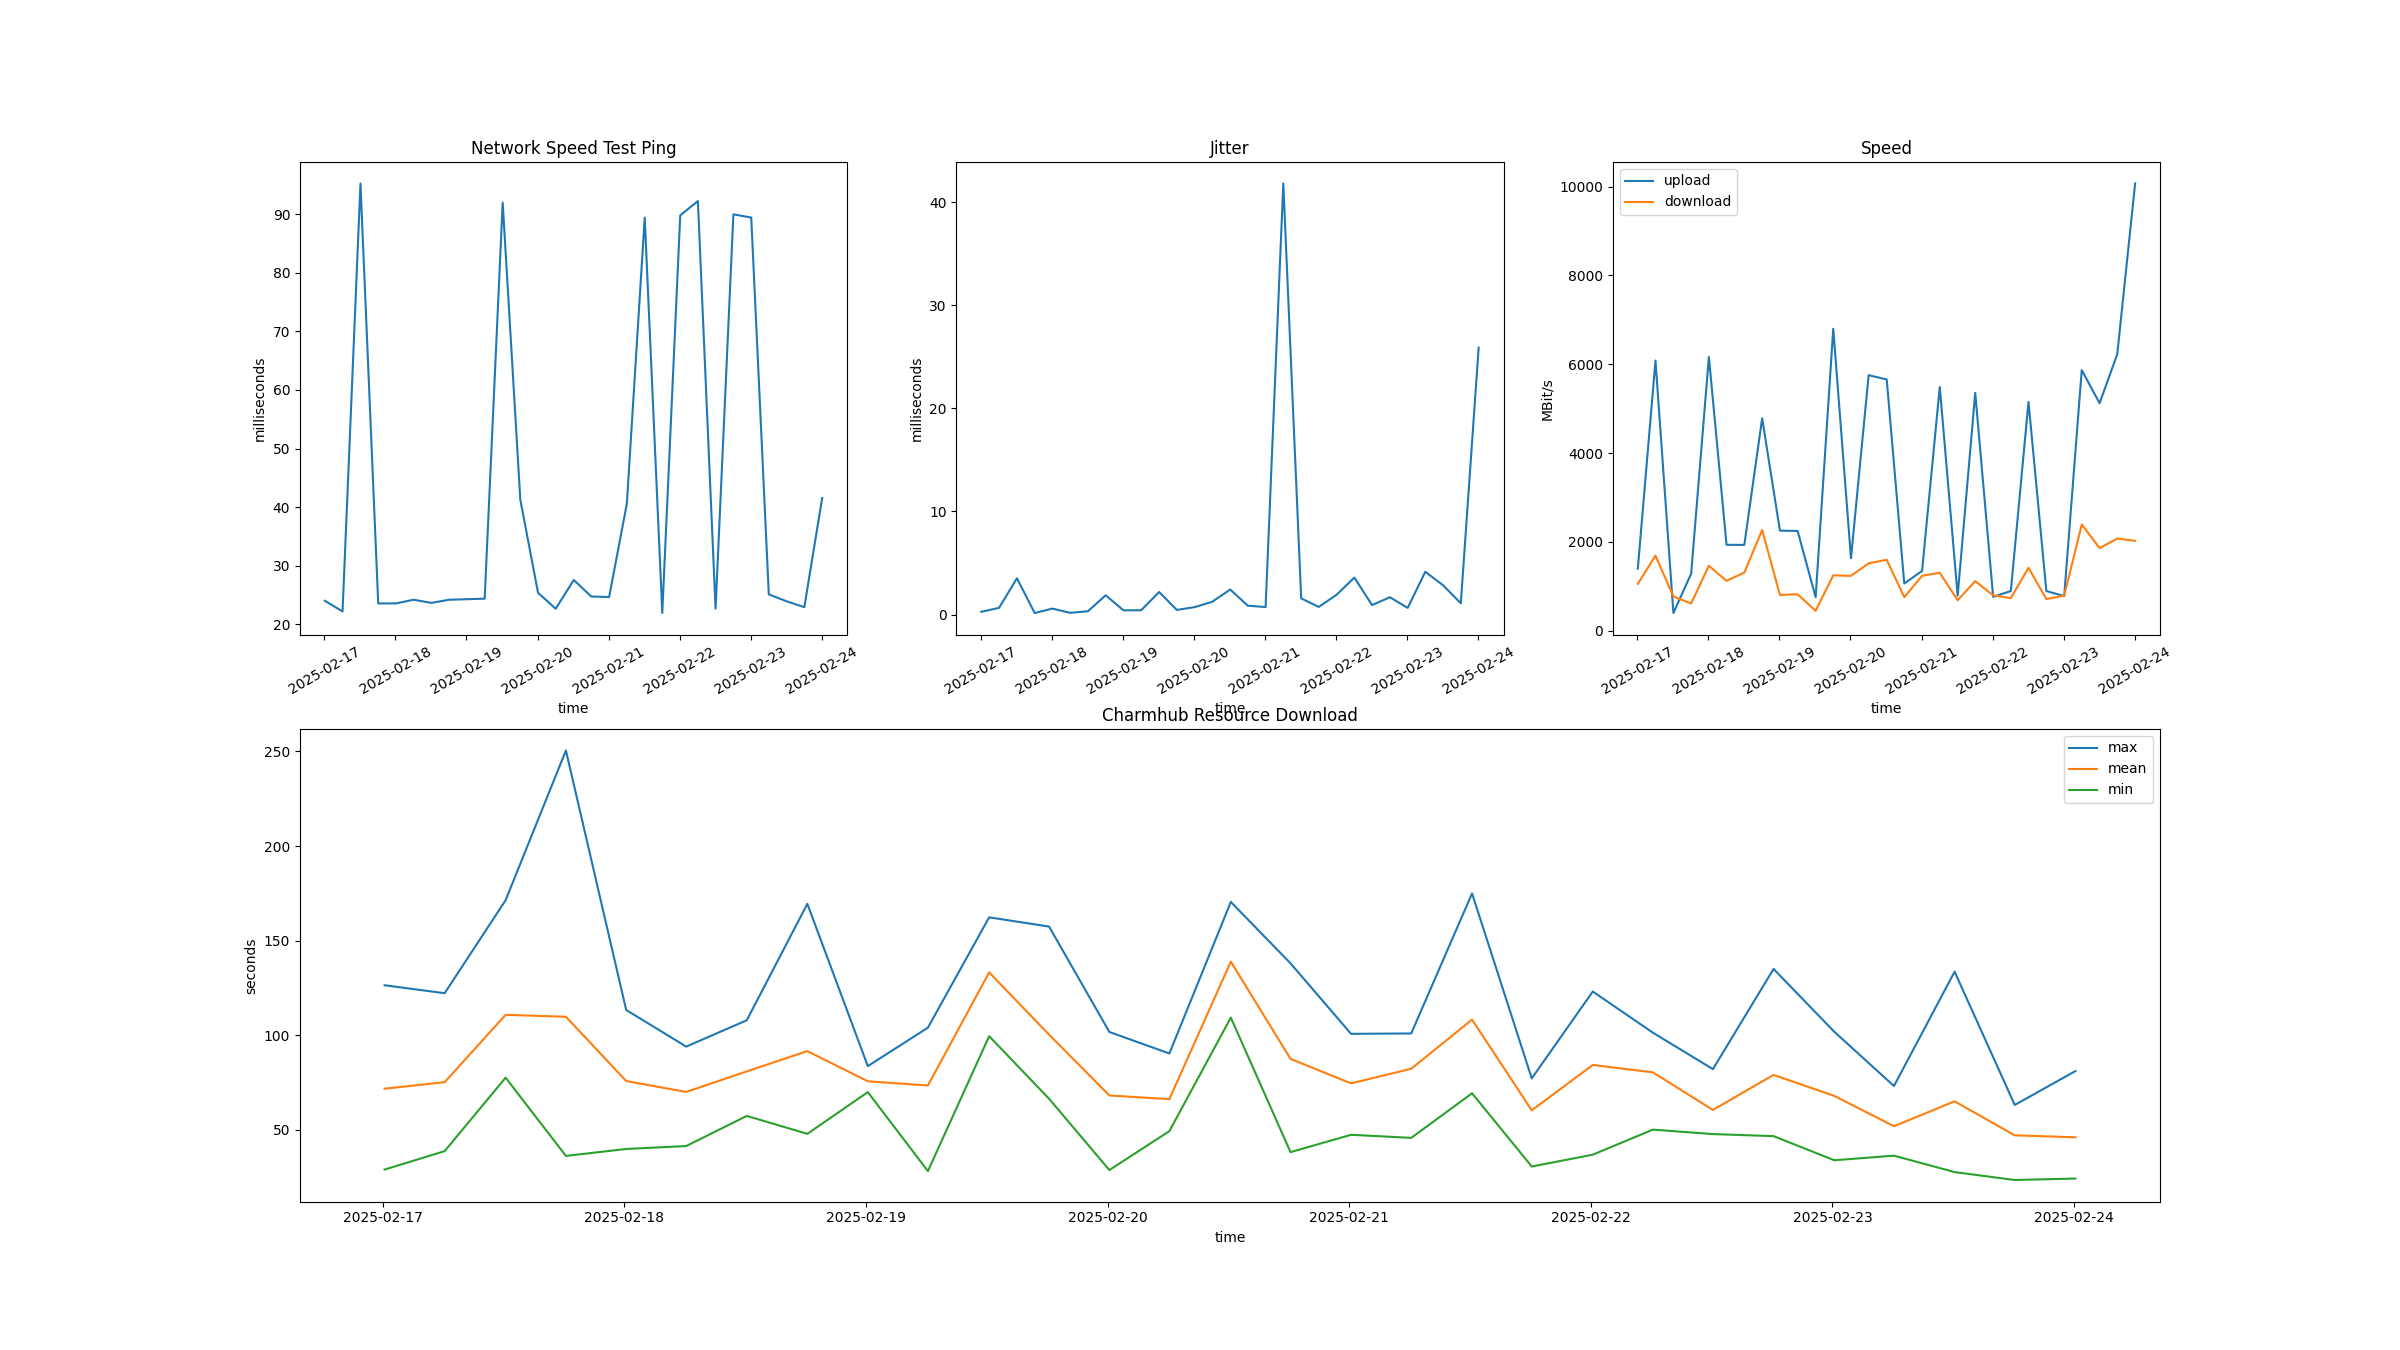 Network Speed Test Ping
milliseconds
90
80
70
60
50
40
30
20
2025-02-17 2025-02-18 2025-02-19 2025-02-20 2025-02-21 2025-02-22 2025-02-23 2025-02-24
time
Jitter
milliseconds
40
30
20
10
0
2025-02-17 2025-02-18 2025-02-19 2025-02-20 2025-02-21 2025-02-22 2025-02-23 2025-02-24
time
Speed
upload
download
MBit/s
10000
8000
6000
4000
2000
0
2025-02-17 2025-02-18 2025-02-19 2025-02-20 2025-02-21 2025-02-22 2025-02-23 2025-02-24
time
Charmhub Resource Download
max
mean
min
seconds
250
200
150
100
50
2025-02-17 2025-02-18 2025-02-19 2025-02-20 2025-02-21 2025-02-22 2025-02-23 2025-02-24
time